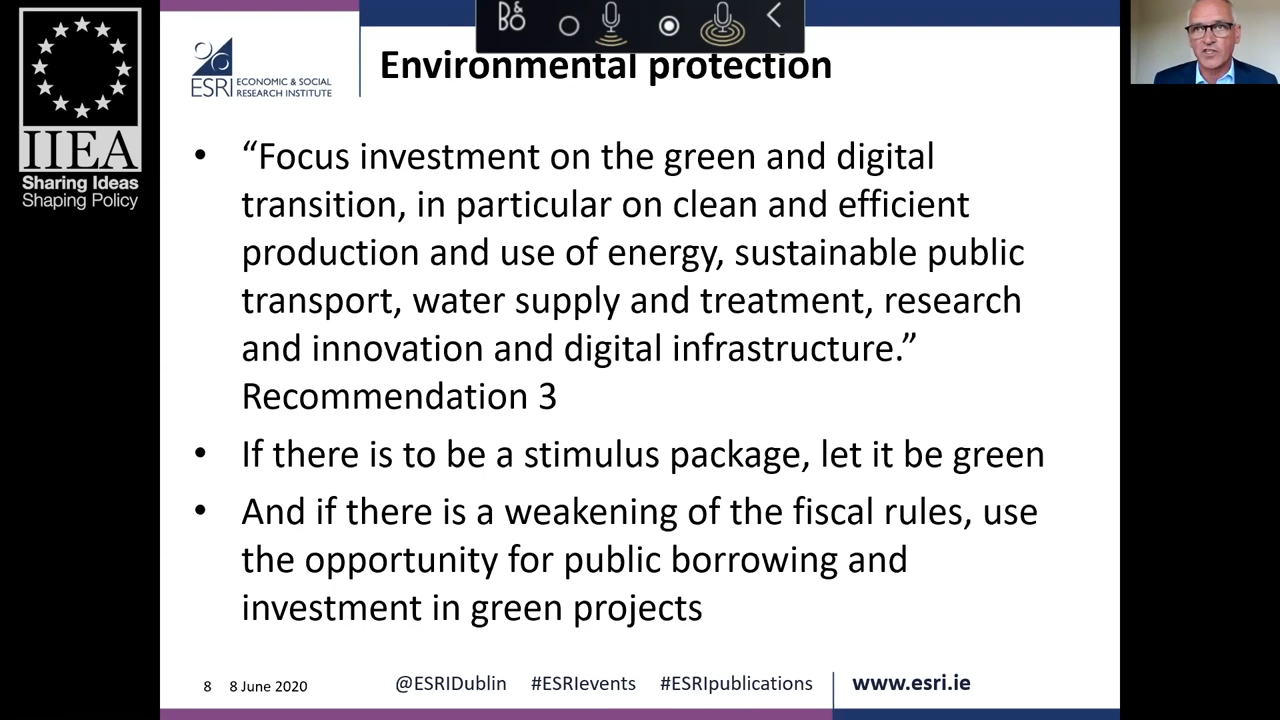 IIEA
Sharing Ideas
Shaping Policy
B&O
ESRI
ECONOMIC & SOCIAL
RESEARCH INSTITUTE
Environmental protection
• “Focus investment on the green and digital
transition, in particular on clean and efficient
production and use of energy, sustainable public
transport, water supply and treatment, research
and innovation and digital infrastructure.”
Recommendation 3
• If there is to be a stimulus package, let it be green
• And if there is a weakening of the fiscal rules, use
the opportunity for public borrowing and
investment in green projects
8 8 June 2020 @ESRIDublin #ESRIevents #ESRIpublications www.esri.ie